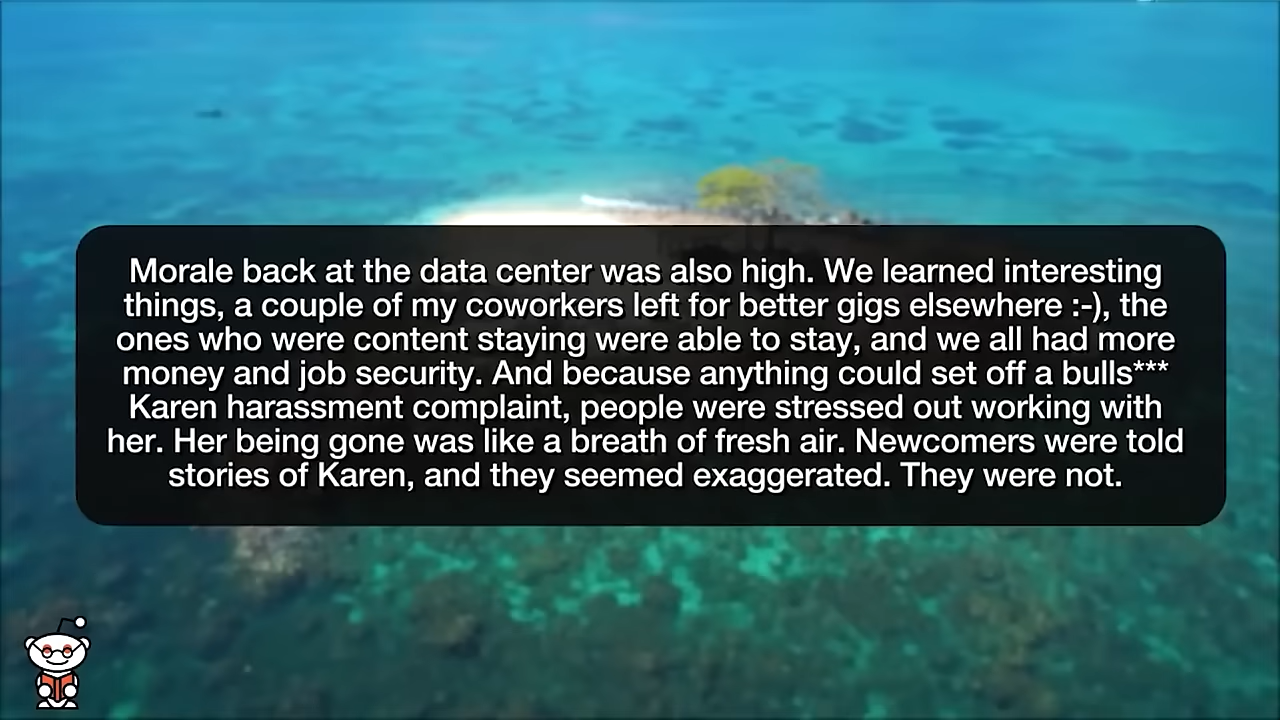 Morale back at the data center was also high. We learned interesting
things, a couple of my coworkers left for better gigs elsewhere :-), the
ones who were content staying were able to stay, and we all had more
money and job security. And because anything could set off a bulls***
Karen harassment complaint, people were stressed out working with
her. Her being gone was like a breath of fresh air. Newcomers were told
stories of Karen, and they seemed exaggerated. They were not.